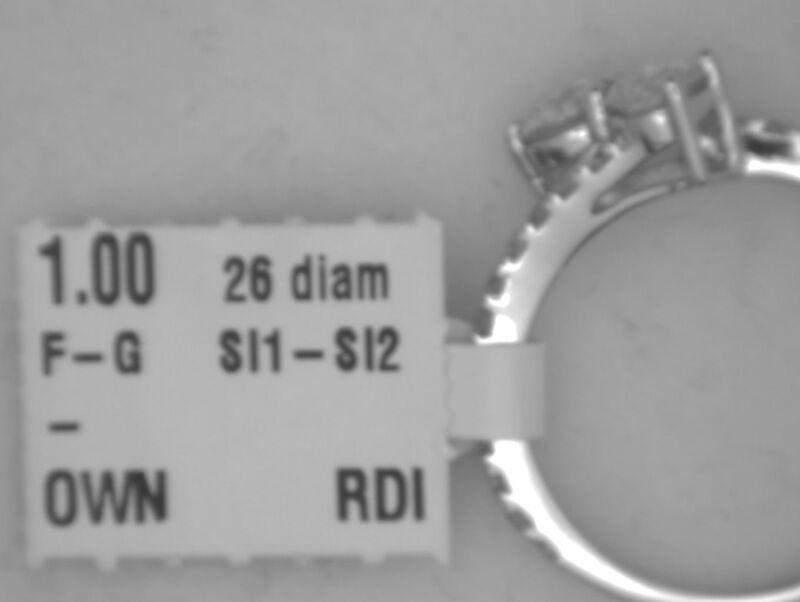 1.00 26 diam
F-G SI1-SI2
-
OWN RDI